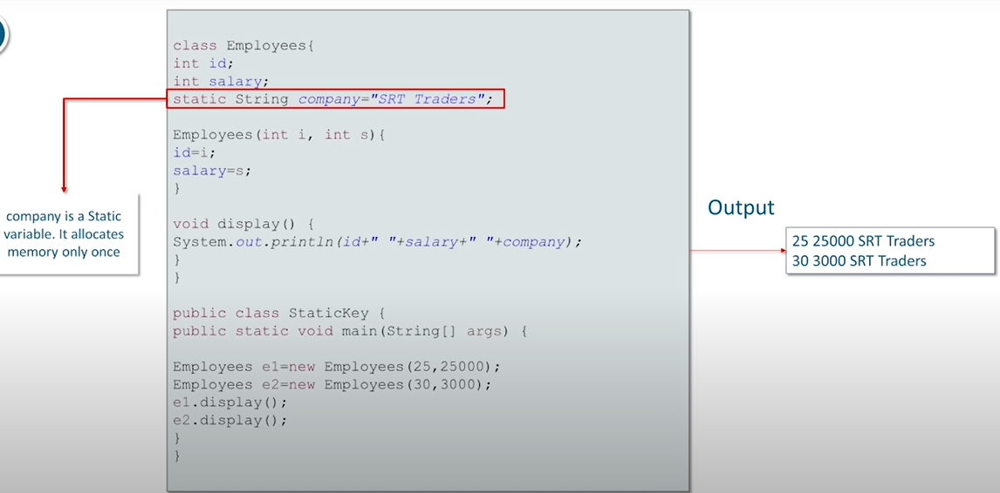 class Employees{
int id;
int salary;
static String company="SRT Traders";
Employees(int i, int s){
id=i;
salary=s;
}
void display() {
System.out.println(id+" "+salary+" "+company);
}
}
public class StaticKey {
public static void main(String[] args) {
Employees e1=new Employees(25,25000);
Employees e2=new Employees(30,3000);
e1.display();
e2.display();
}
}
company is a Static
variable. It allocates
memory only once
Output
25 25000 SRT Traders
30 3000 SRT Traders